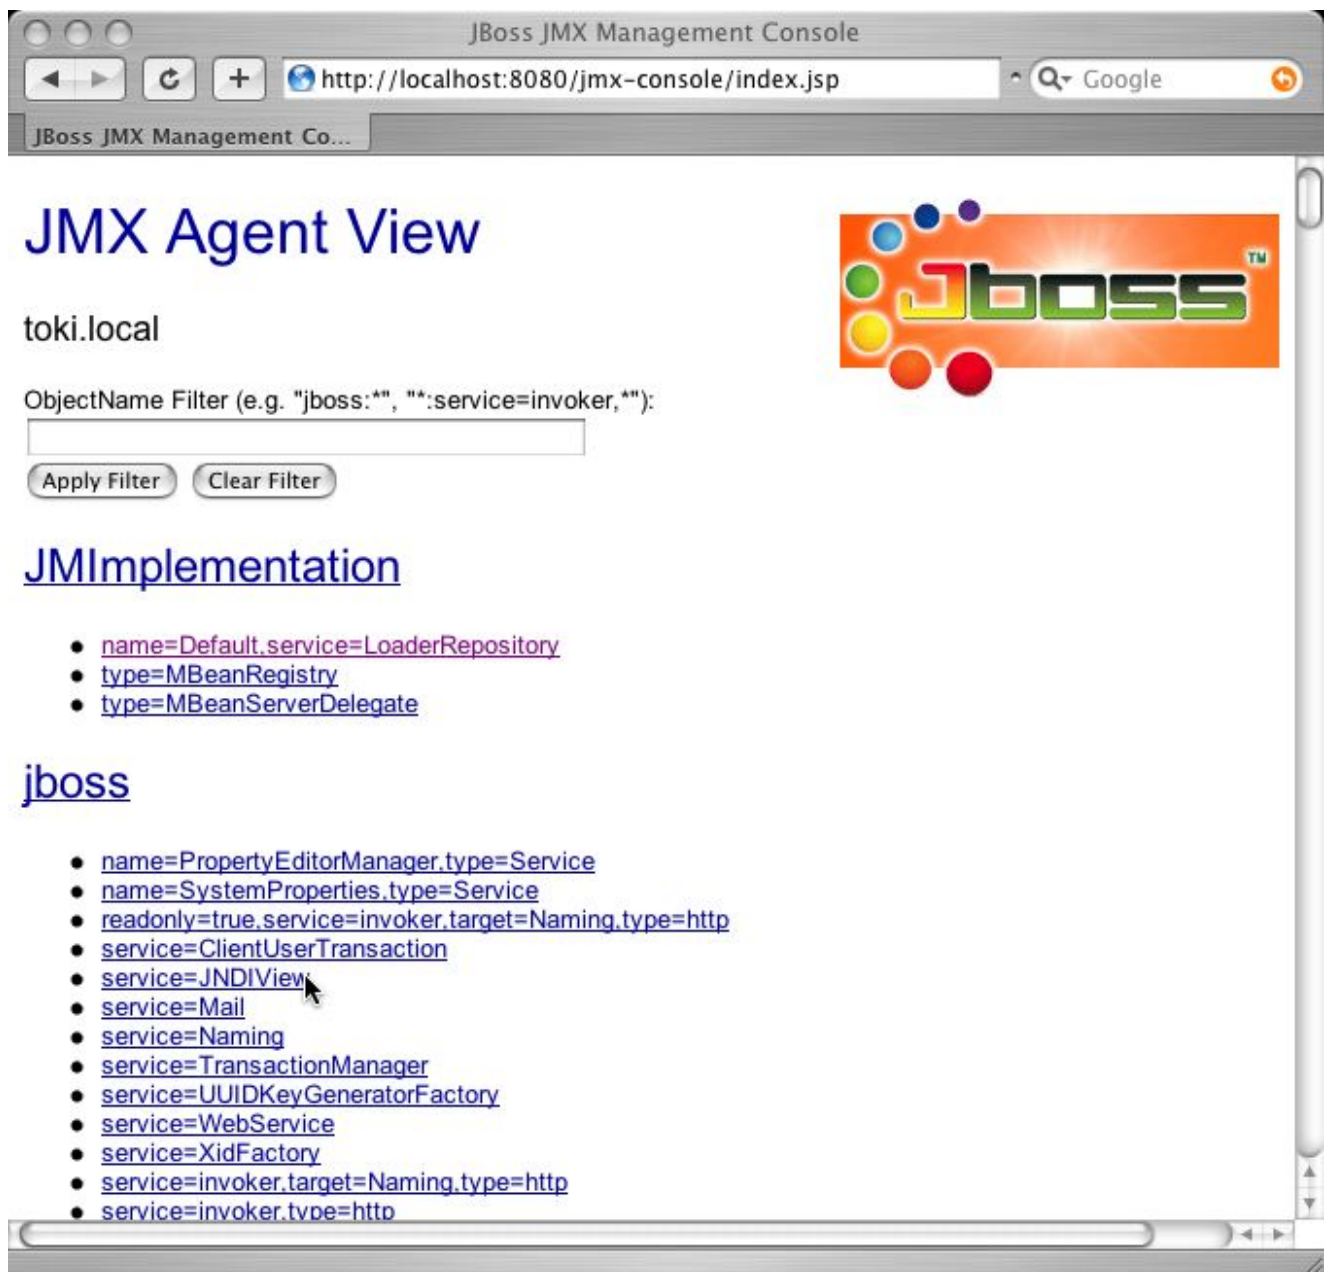 JBoss JMX Management Console
http://localhost:8080/jmx-console/index.jsp
Google
JBoss JMX Management Co...
JMX Agent View
Jboss TM
toki.local
ObjectName Filter (e.g. "jboss:*", "*:service=invoker,*"):
Apply Filter Clear Filter
JMImplementation
name=Default,service=LoaderRepository
type=MBeanRegistry
type=MBeanServerDelegate
jboss
name=PropertyEditorManager,type=Service
name=SystemProperties,type=Service
readonly=true,service=invoker,target=Naming,type=http
service=ClientUserTransaction
service=JNDIView
service=Mail
service=Naming
service=TransactionManager
service=UUIDKeyGeneratorFactory
service=WebService
service=XidFactory
service=invoker,target=Naming,type=http
service=invoker,type=http